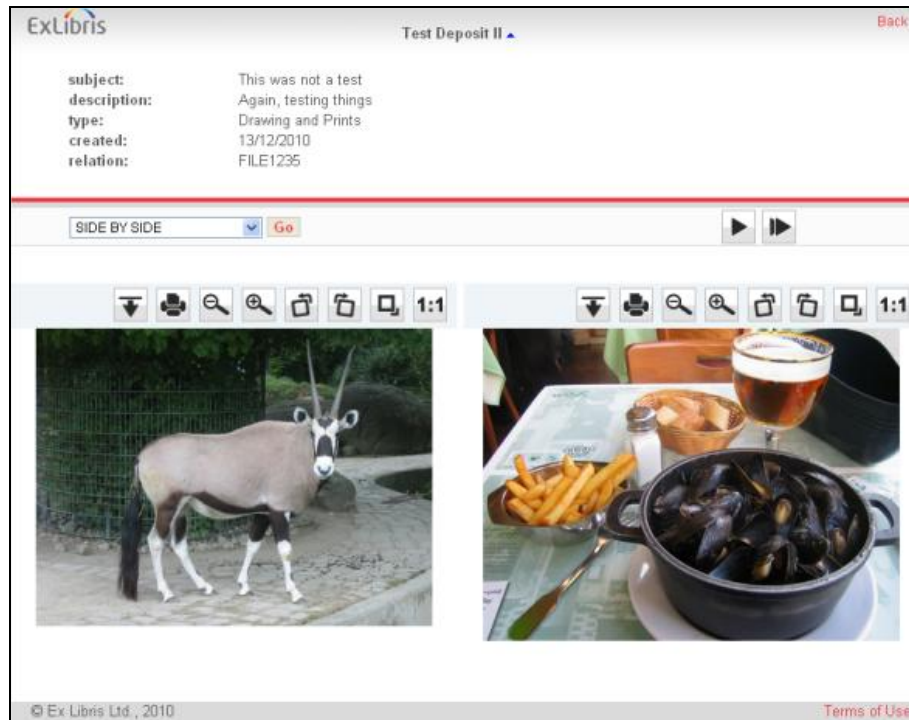 ExLibris
Test Deposit II
Back
subject: This was not a test
description: Again, testing things
type: Drawing and Prints
created: 13/12/2010
relation: FILE1235
SIDE BY SIDE Go
1:1 1:1
© Ex Libris Ltd., 2010 Terms of Use